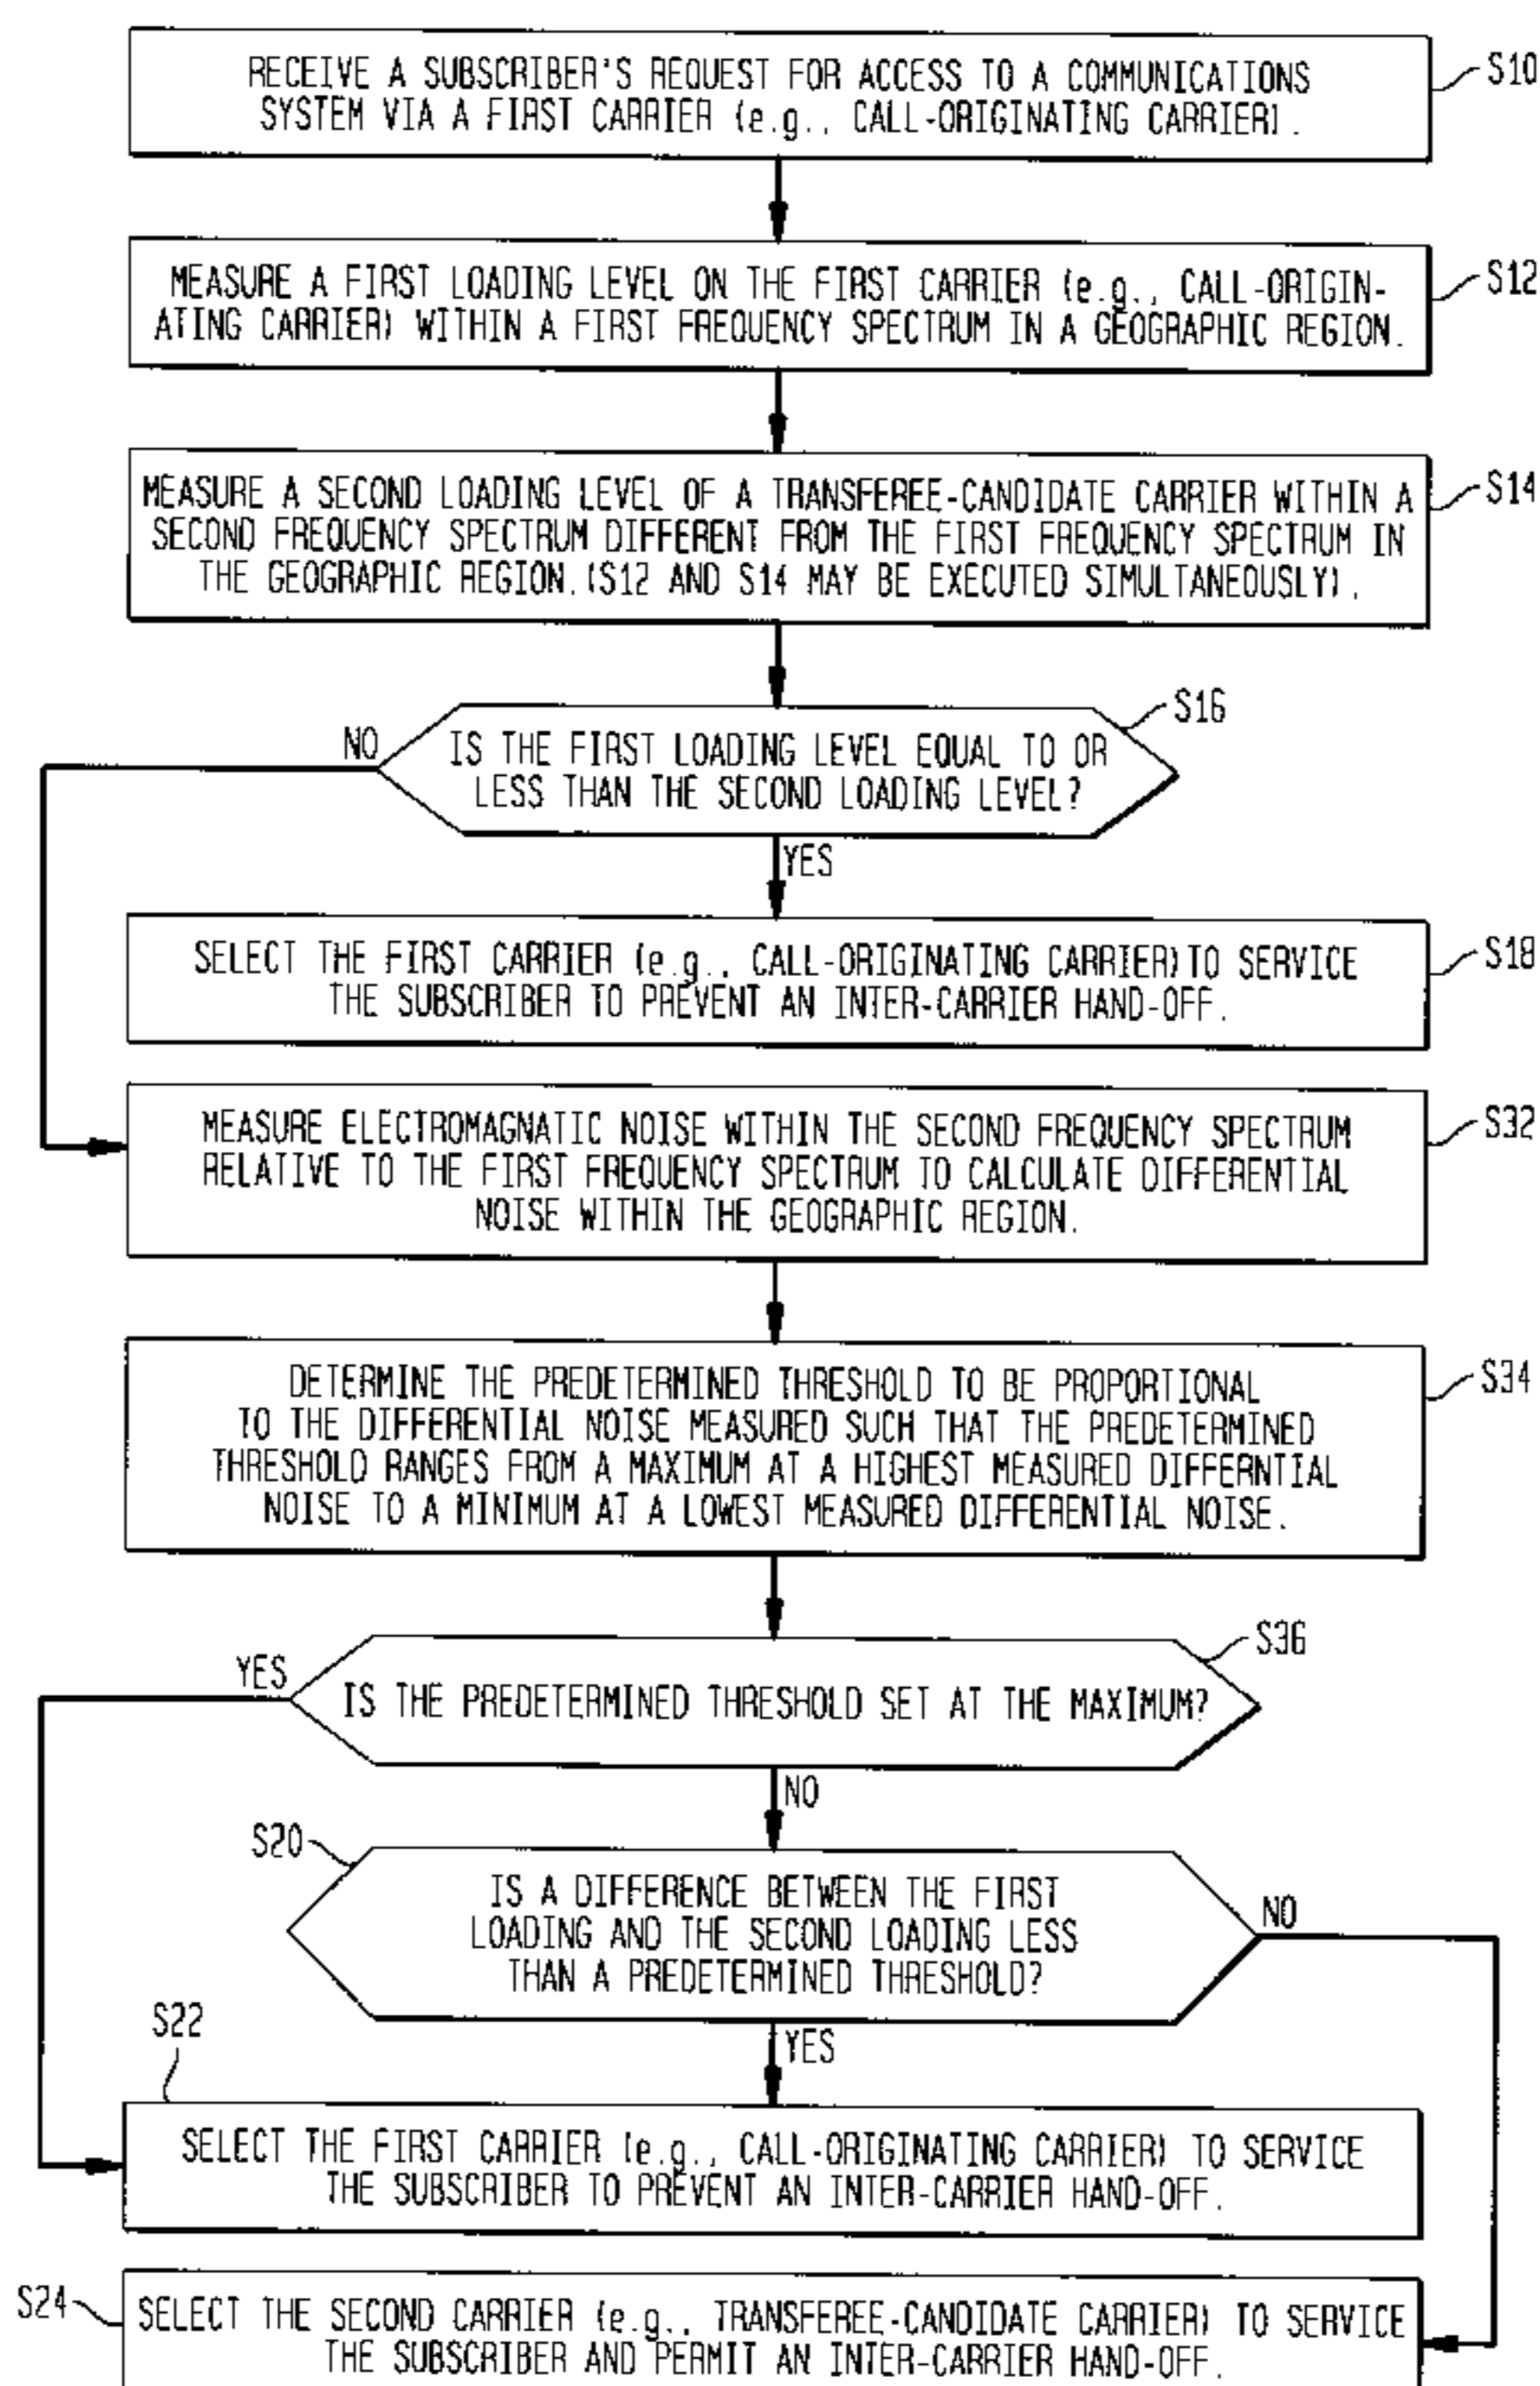 RECEIVE A SUBSCRIBER'S REQUEST FOR ACCESS TO A COMMUNICATIONS
SYSTEM VIA A FIRST CARRIER (e.g., CALL-ORIGINATING CARRIER).
S10
MEASURE A FIRST LOADING LEVEL ON THE FIRST CARRIER (e.g., CALL-ORIGIN-
ATING CARRIER) WITHIN A FIRST FREQUENCY SPECTRUM IN A GEOGRAPHIC REGION.
S12
MEASURE A SECOND LOADING LEVEL OF A TRANSFEREE-CANDIDATE CARRIER WITHIN A
SECOND FREQUENCY SPECTRUM DIFFERENT FROM THE FIRST FREQUENCY SPECTRUM IN
THE GEOGRAPHIC REGION. (S12 AND S14 MAY BE EXECUTED SIMULTANEOUSLY).
S14
S16
NO
IS THE FIRST LOADING LEVEL EQUAL TO OR
LESS THAN THE SECOND LOADING LEVEL?
YES
SELECT THE FIRST CARRIER (e.g., CALL-ORIGINATING CARRIER) TO SERVICE
THE SUBSCRIBER TO PREVENT AN INTER-CARRIER HAND-OFF.
S18
MEASURE ELECTROMAGNATIC NOISE WITHIN THE SECOND FREQUENCY SPECTRUM
RELATIVE TO THE FIRST FREQUENCY SPECTRUM TO CALCULATE DIFFERENTIAL
NOISE WITHIN THE GEOGRAPHIC REGION.
S32
DETERMINE THE PREDETERMINED THRESHOLD TO BE PROPORTIONAL
TO THE DIFFERENTIAL NOISE MEASURED SUCH THAT THE PREDETERMINED
THRESHOLD RANGES FROM A MAXIMUM AT A HIGHEST MEASURED DIFFERNTIAL
NOISE TO A MINIMUM AT A LOWEST MEASURED DIFFERENTIAL NOISE.
S34
S36
YES
IS THE PREDETERMINED THRESHOLD SET AT THE MAXIMUM?
NO
S20
IS A DIFFERENCE BETWEEN THE FIRST
LOADING AND THE SECOND LOADING LESS
THAN A PREDETERMINED THRESHOLD?
NO
YES
S22
SELECT THE FIRST CARRIER (e.g., CALL-ORIGINATING CARRIER) TO SERVICE
THE SUBSCRIBER TO PREVENT AN INTER-CARRIER HAND-OFF.
S24
SELECT THE SECOND CARRIER (e.g., TRANSFEREE-CANDIDATE CARRIER) TO SERVICE
THE SUBSCRIBER AND PERMIT AN INTER-CARRIER HAND-OFF.